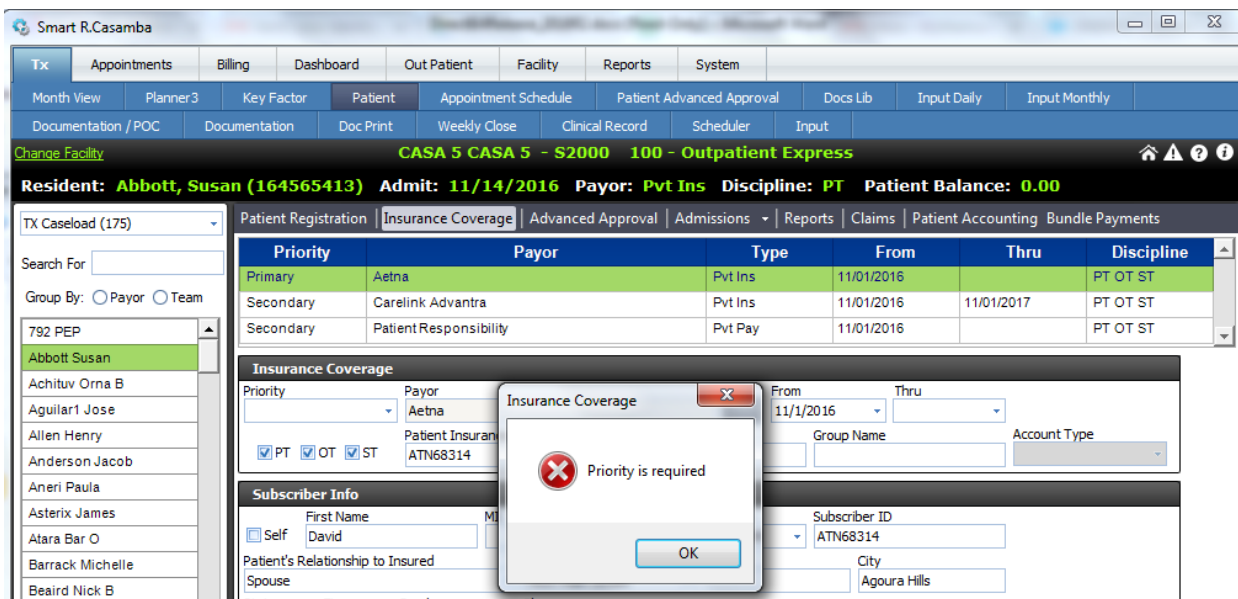 Smart R.Casamba
Tx Appointments Billing Dashboard Out Patient Facility Reports System
Month View Planner3 Key Factor Patient Appointment Schedule Patient Advanced Approval Docs Lib Input Daily Input Monthly
Documentation / POC Documentation Doc Print Weekly Close Clinical Record Scheduler Input
Change Facility CASA 5 CASA 5 - S2000 100 - Outpatient Express
Resident: Abbott, Susan (164565413) Admit: 11/14/2016 Payor: Pvt Ins Discipline: PT Patient Balance: 0.00
TX Caseload (175)
Search For
Group By: Payor Team
792 PEP
Abbott Susan
Achituv Orna B
Aguilar1 Jose
Allen Henry
Anderson Jacob
Aneri Paula
Asterix James
Atara Bar O
Barrack Michelle
Beaird Nick B
Patient Registration | Insurance Coverage | Advanced Approval | Admissions | Reports | Claims | Patient Accounting Bundle Payments
Priority Payor Type From Thru Discipline
Primary Aetna Pvt Ins 11/01/2016 PT OT ST
Secondary Carelink Advantra Pvt Ins 11/01/2016 11/01/2017 PT OT ST
Secondary Patient Responsibility Pvt Pay 11/01/2016 PT OT ST
Insurance Coverage
Priority Payor From Thru
Aetna 11/1/2016
Group Name Account Type
PT OT ST ATN68314
Subscriber Info
First Name Subscriber ID
Self David ATN68314
Patient's Relationship to Insured City
Spouse Agoura Hills
Insurance Coverage
Priority is required
OK